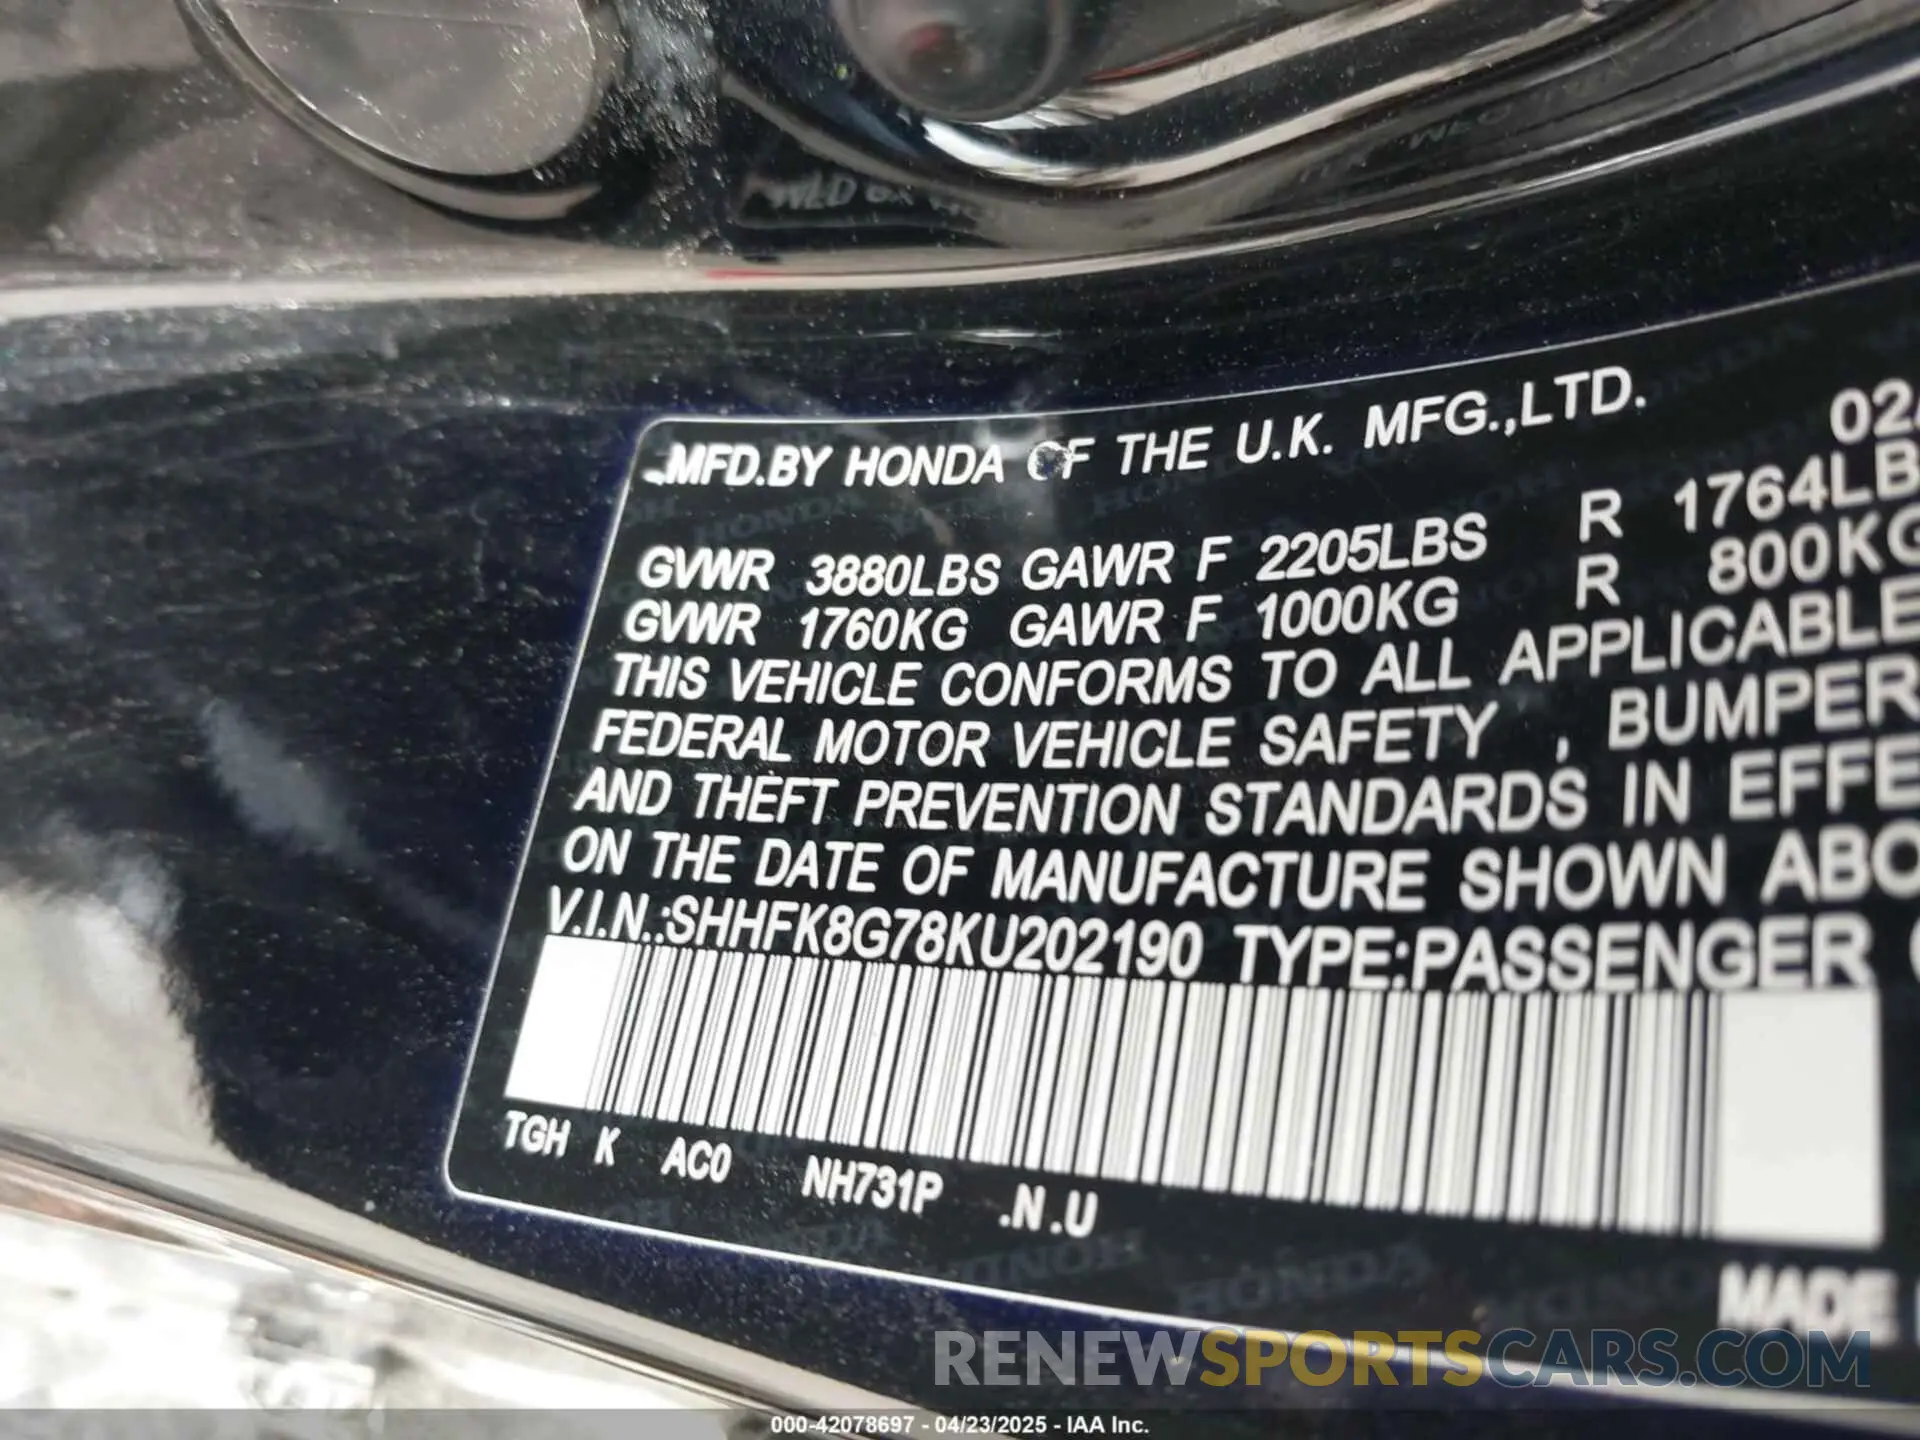 MFD.BY HONDA OF THE U.K. MFG.,LTD. 02/
GVWR 3880LBS GAWR F 2205LBS R 1764LB
GVWR 1760KG GAWR F 1000KG R 800KG
THIS VEHICLE CONFORMS TO ALL APPLICABLE
FEDERAL MOTOR VEHICLE SAFETY , BUMPER
AND THEFT PREVENTION STANDARDS IN EFFE
ON THE DATE OF MANUFACTURE SHOWN ABO
V.I.N.:SHHFK8G78KU202190 TYPE:PASSENGER
TGH K AC0 NH731P .N.U
MADE
RENEWSPORTSCARS.COM
000-42078697 - 04/23/2025 - IAA Inc.